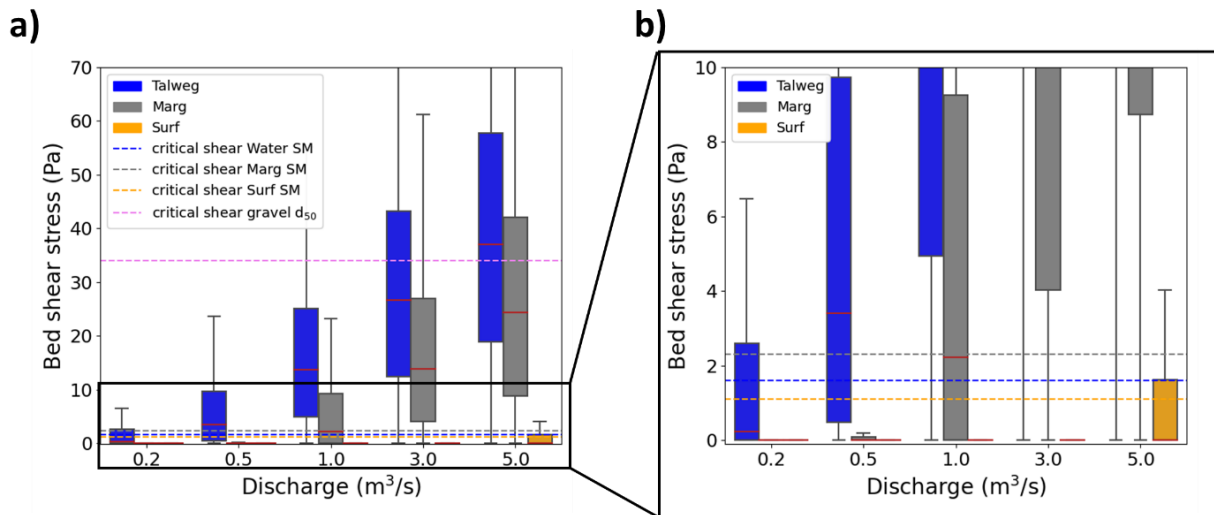 a)
70
60
50
40
30
20
10
0
Bed shear stress (Pa)
Talweg
Marg
Surf
critical shear Water SM
critical shear Marg SM
critical shear Surf SM
critical shear gravel d₅₀
0.2 0.5 1.0 3.0 5.0
Discharge (m³/s)
b)
10
8
6
4
2
0
Bed shear stress (Pa)
Talweg
Marg
Surf
0.2 0.5 1.0 3.0 5.0
Discharge (m³/s)